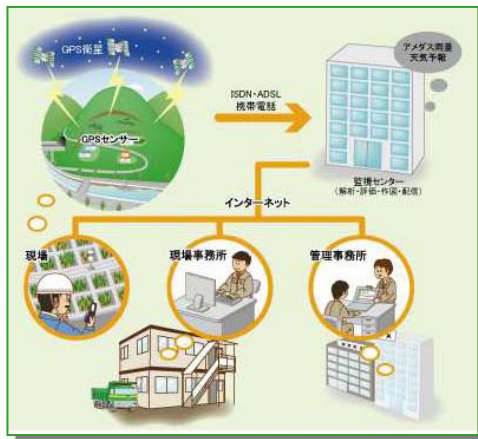 GPS衛星
アメダス雨量
天気予報
ISDN・ADSL
携帯電話
GPSセンサー
監視センター
(解析・評価・作図・配信)
インターネット
現場
現場事務所
管理事務所